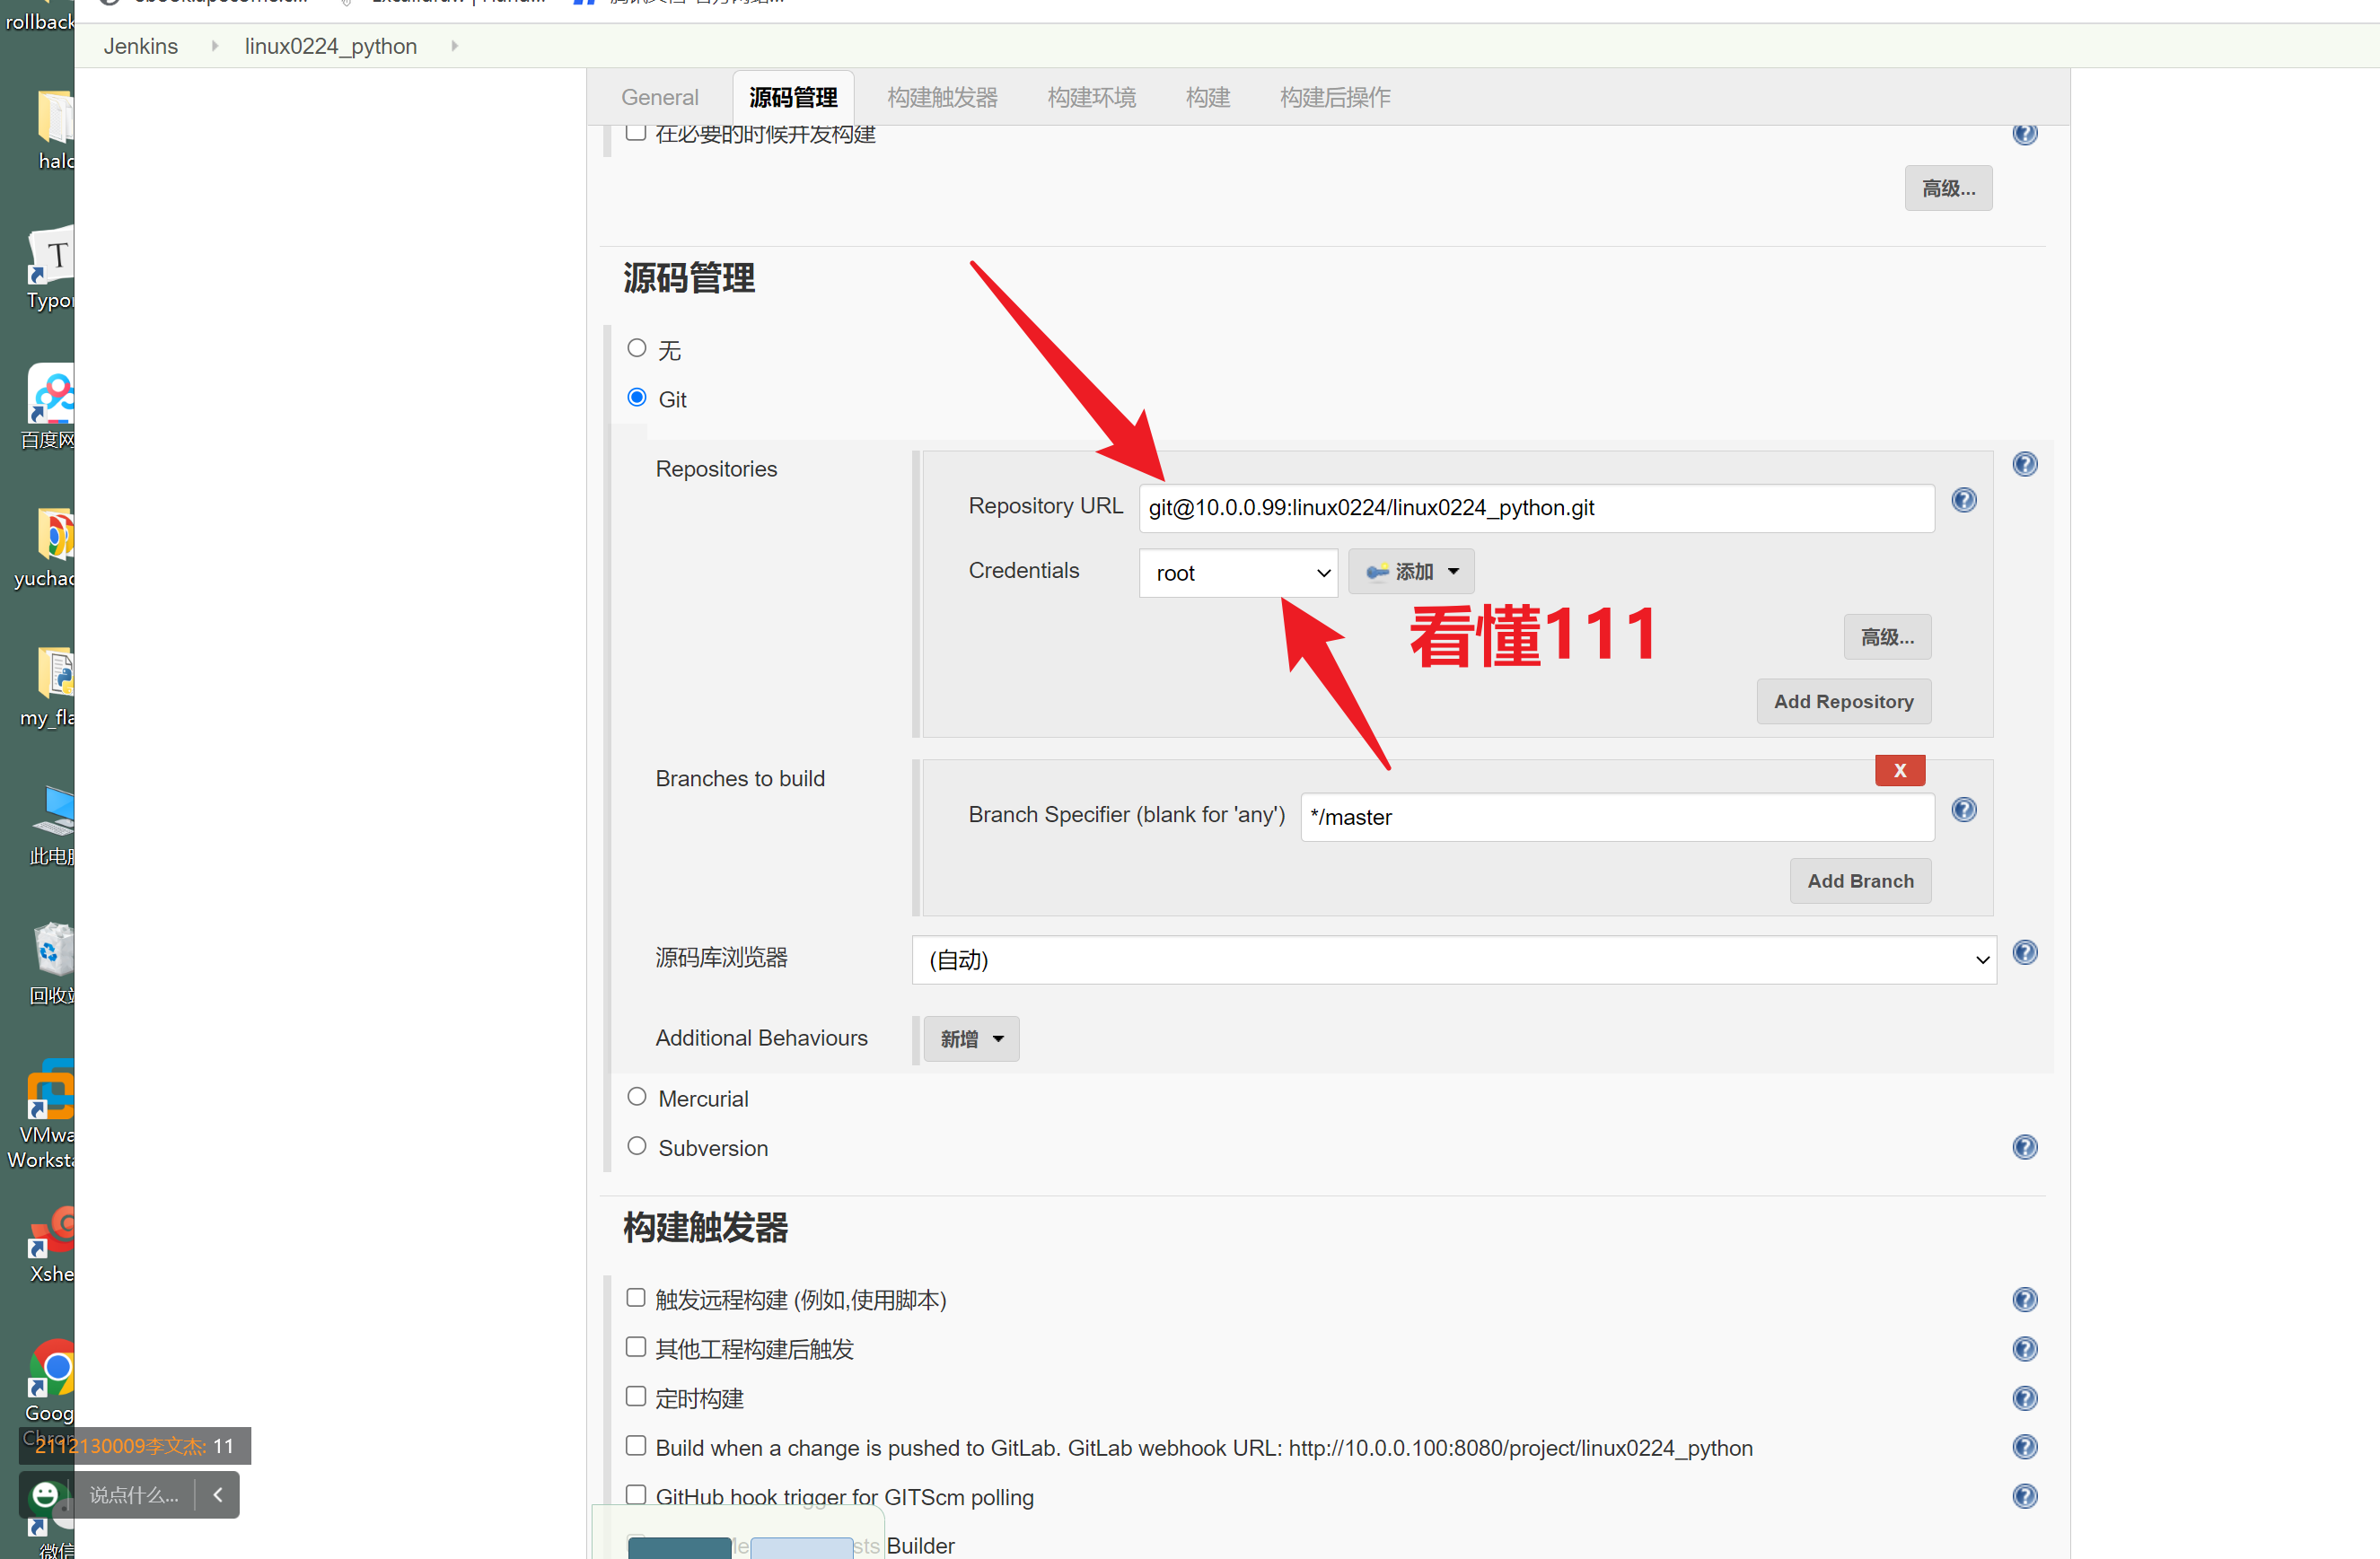 rollback
Jenkins
linux0224_python
General
源码管理
构建触发器
构建环境
构建
构建后操作
在必要的时候并发构建
高级...
源码管理
无
Git
Repositories
Repository URL
git@10.0.0.99:linux0224/linux0224_python.git
Credentials
root
添加
看懂111
高级...
Add Repository
Branches to build
X
Branch Specifier (blank for 'any')
*/master
Add Branch
源码库浏览器
(自动)
Additional Behaviours
新增
Mercurial
Subversion
构建触发器
触发远程构建 (例如,使用脚本)
其他工程构建后触发
定时构建
Build when a change is pushed to GitLab. GitLab webhook URL: http://10.0.0.100:8080/project/linux0224_python
GitHub hook trigger for GITScm polling
Builder
halo
Typor
百度网
yuchao
my_fla
此电脑
回收站
VMwa
Worksta
Xshe
Goog
Chrom
2112130009李文杰: 11
说点什么...
微信